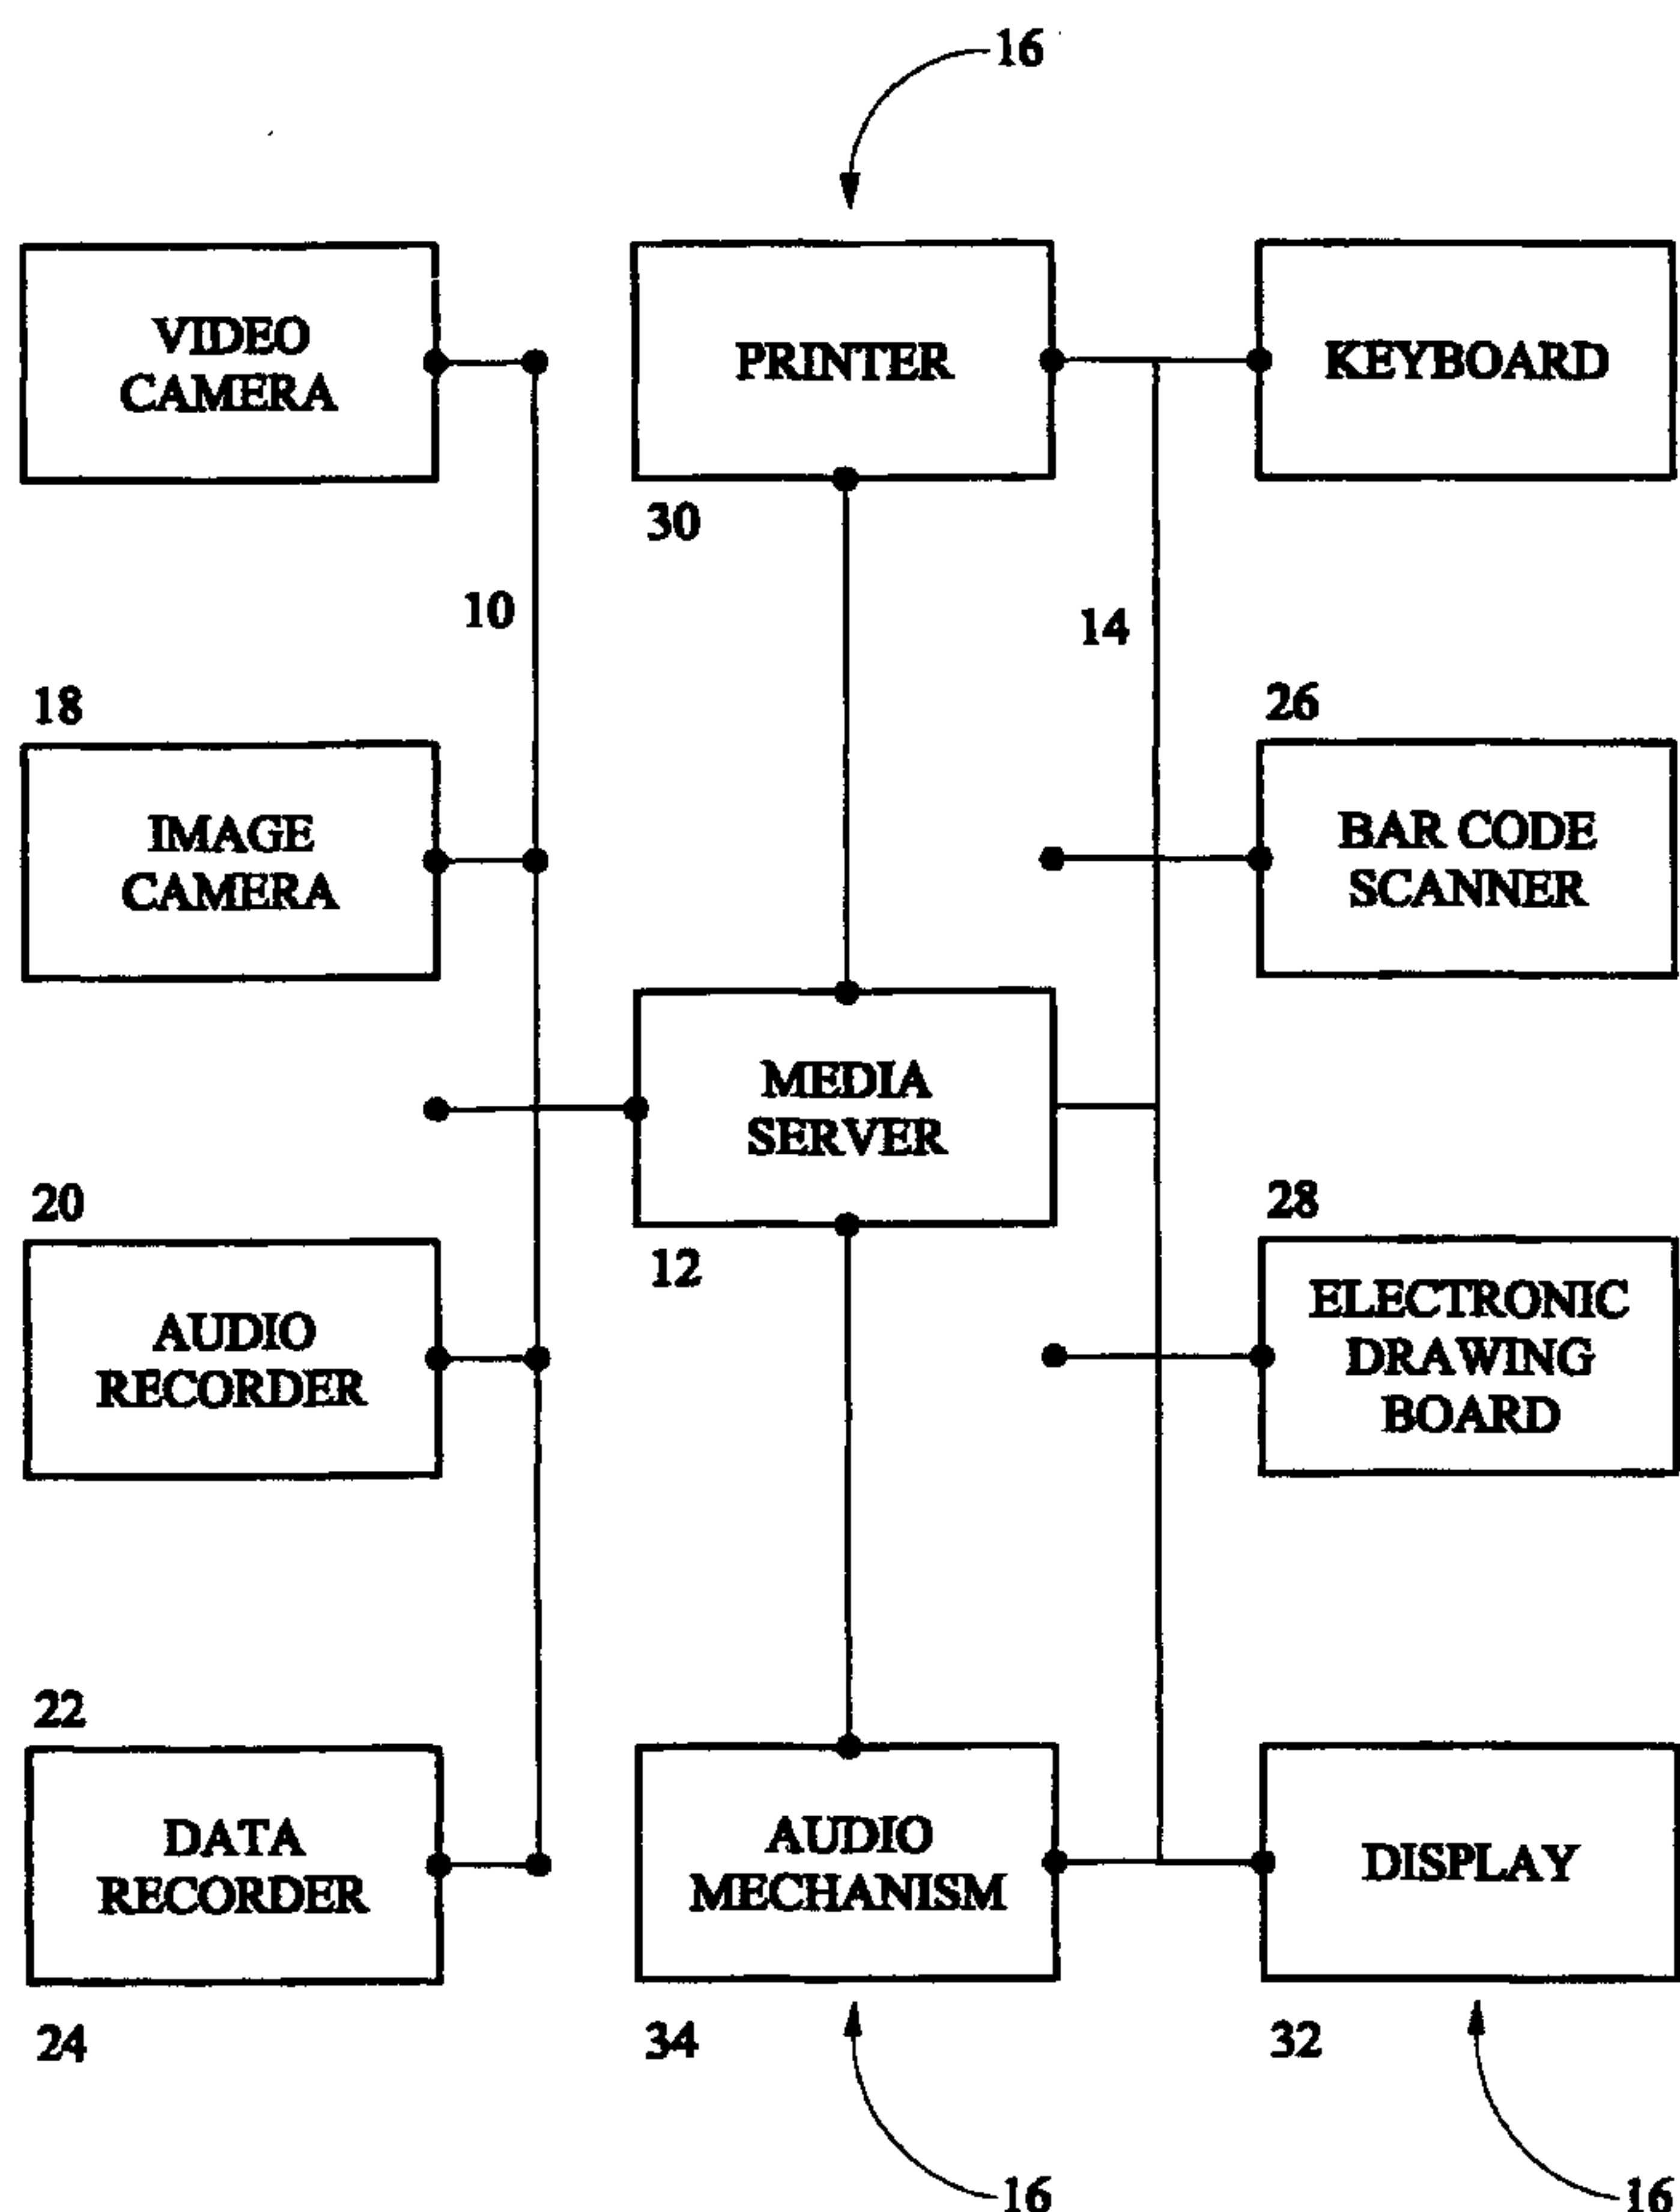 16
VIDEO
CAMERA
PRINTER
KEYBOARD
30
10
14
18
26
IMAGE
CAMERA
BAR CODE
SCANNER
MEDIA
SERVER
20
12
28
AUDIO
RECORDER
ELECTRONIC
DRAWING
BOARD
22
DATA
RECORDER
AUDIO
MECHANISM
DISPLAY
24
34
32
16
16